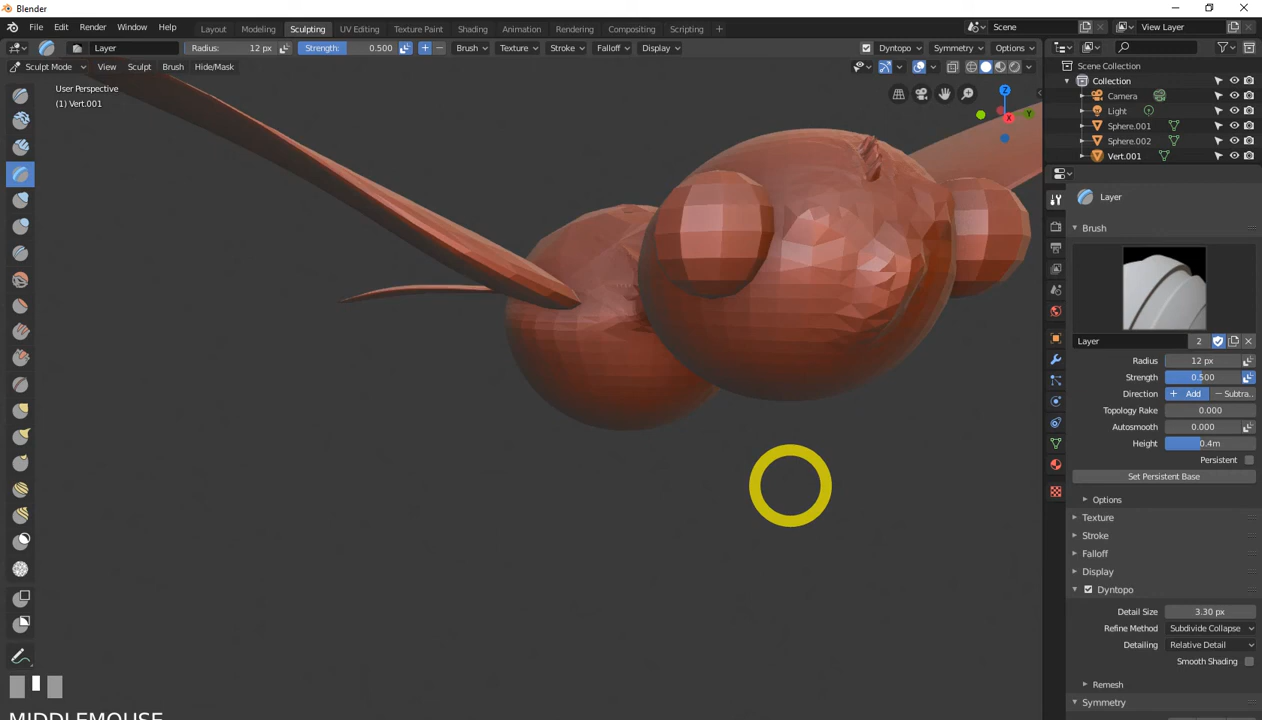 Blender
File Edit Render Window Help Layout Modeling Sculpting UV Editing Texture Paint Shading Animation Rendering Compositing Scripting + Scene View Layer
Layer Radius: 12 px Strength: 0.500 + − Brush Texture Stroke Falloff Display Dyntopo Symmetry Options
Sculpt Mode View Sculpt Brush Hide/Mask
User Perspective
(1) Vert.001
Z
Y
X
Scene Collection
Collection
Camera
Light
Sphere.001
Sphere.002
Vert.001
Layer
Brush
Layer 2
Radius 12 px
Strength 0.500
Direction + Add − Subtra..
Topology Rake 0.000
Autosmooth 0.000
Height 0.4m
Persistent
Set Persistent Base
Options
Texture
Stroke
Falloff
Display
Dyntopo
Detail Size 3.30 px
Refine Method Subdivide Collapse
Detailing Relative Detail
Smooth Shading
Remesh
Symmetry
MIDDLEMOUSE